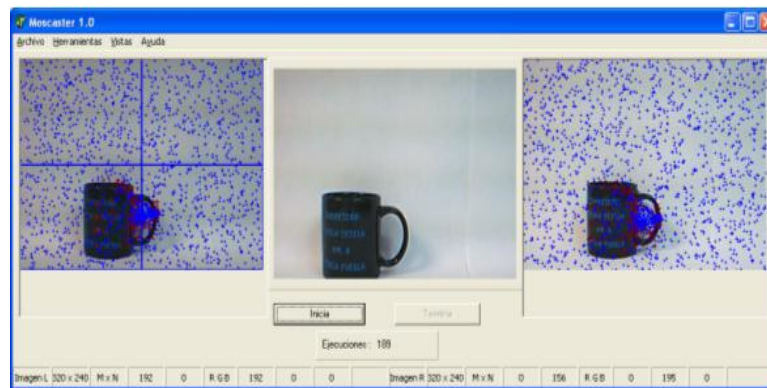 Moscaster 1.0
Archivo Herramientas Vistas Ayuda
Inicia
Termina
Ejecuciones : 189
Imagen L 320 x 240 M x N 192 0 R G B 192 0 0 Imagen R 320 x 240 M x N 0 156 R G B 0 195 0